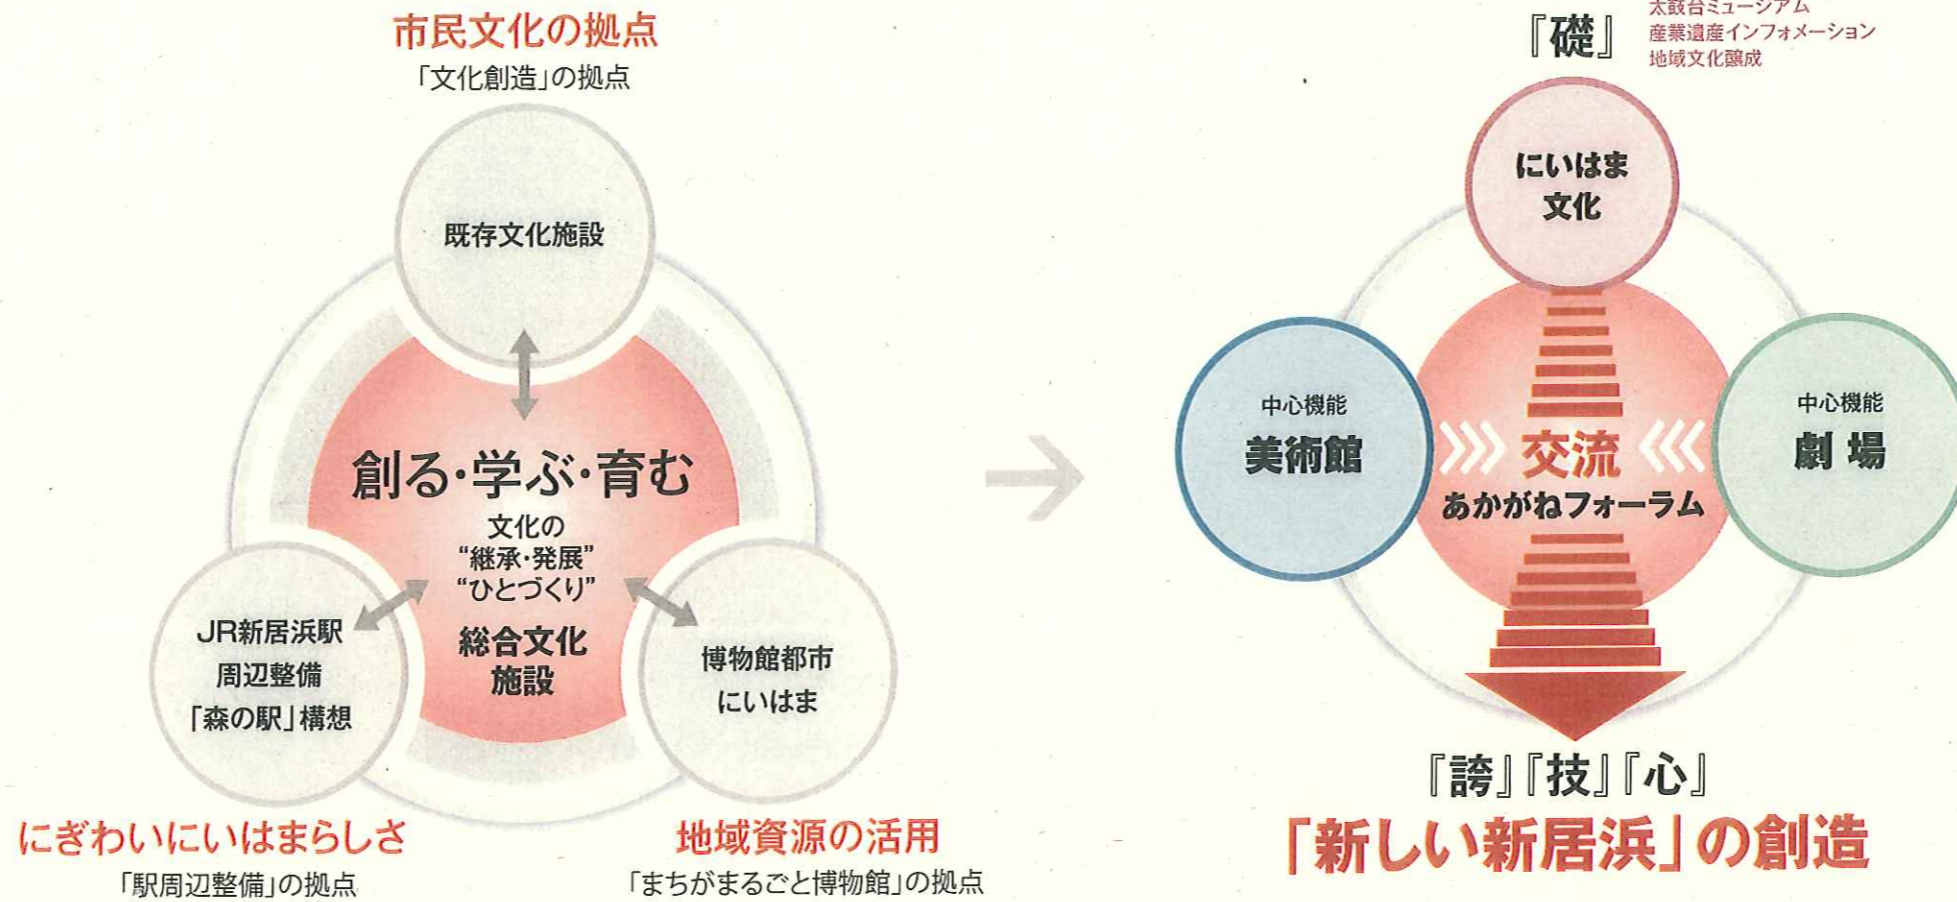 市民文化の拠点
「文化創造」の拠点
既存文化施設
創る・学ぶ・育む
文化の
“継承・発展”
“ひとづくり”
総合文化
施設
JR新居浜駅
周辺整備
「森の駅」構想
博物館都市
にいはま
にぎわいにいはまらしさ
「駅周辺整備」の拠点
地域資源の活用
「まちがまるごと博物館」の拠点
『礎』
太鼓台ミュージアム
産業遺産インフォメーション
地域文化醸成
にいはま
文化
中心機能
美術館
交流
あかがねフォーラム
中心機能
劇場
『誇』『技』『心』
「新しい新居浜」の創造